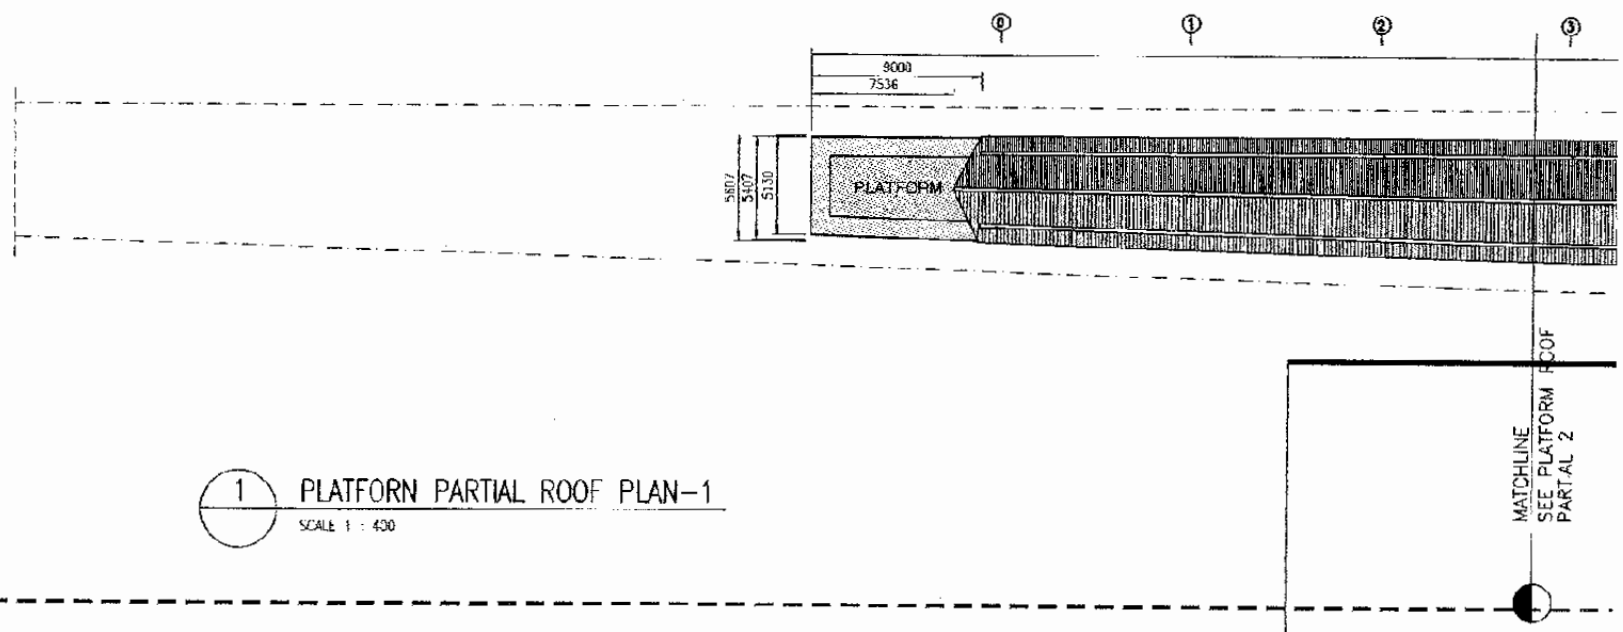 0 1 2 3
9000
7536
5607
5407
5130
PLATFORM
1 PLATFORN PARTIAL ROOF PLAN-1
SCALE 1 : 400
MATCHLINE
SEE PLATFORM ROOF
PARTIAL 2